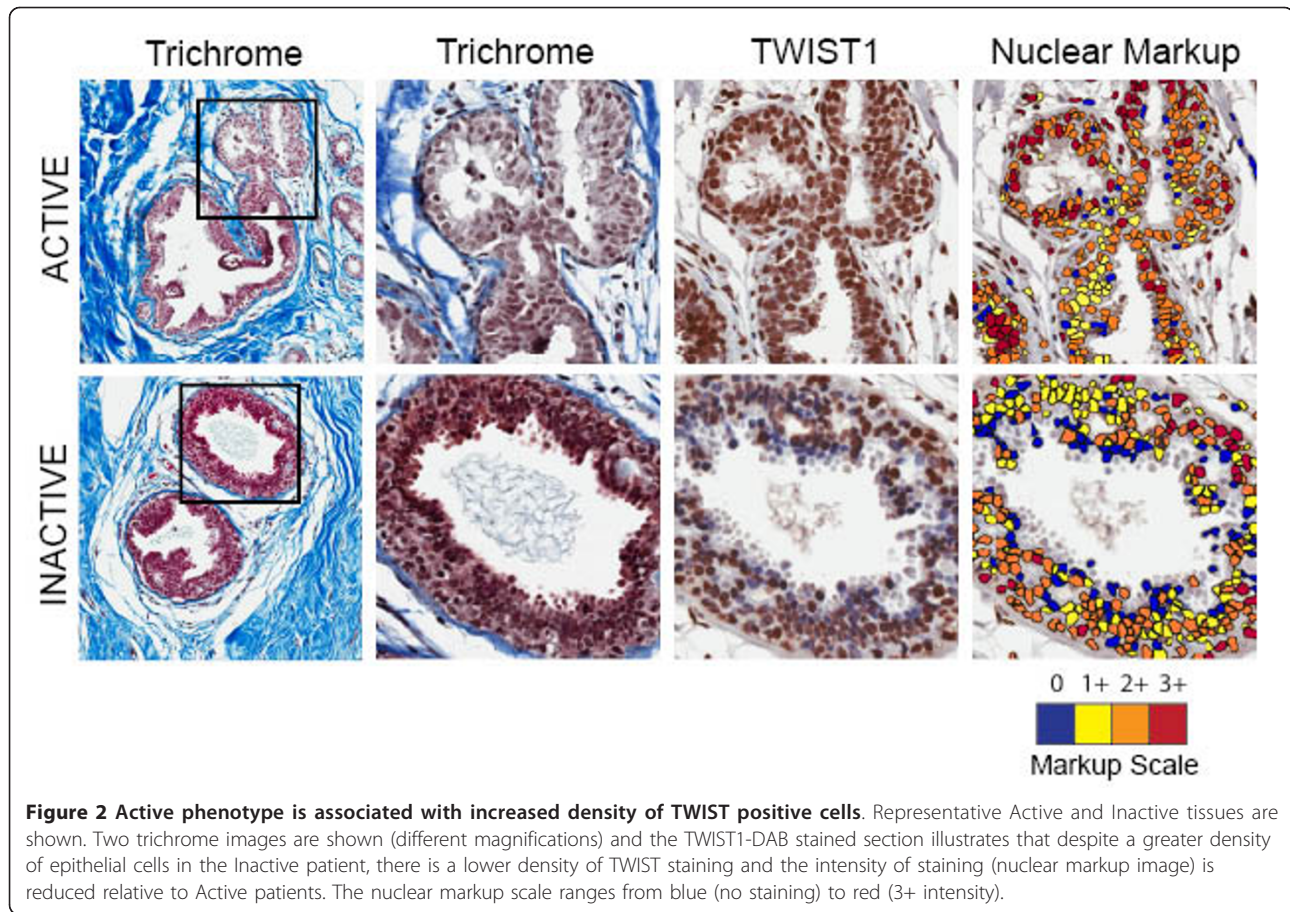 Trichrome Trichrome TWIST1 Nuclear Markup
ACTIVE
INACTIVE
0 1+ 2+ 3+
Markup Scale
Figure 2 Active phenotype is associated with increased density of TWIST positive cells. Representative Active and Inactive tissues are
shown. Two trichrome images are shown (different magnifications) and the TWIST1-DAB stained section illustrates that despite a greater density
of epithelial cells in the Inactive patient, there is a lower density of TWIST staining and the intensity of staining (nuclear markup image) is
reduced relative to Active patients. The nuclear markup scale ranges from blue (no staining) to red (3+ intensity).